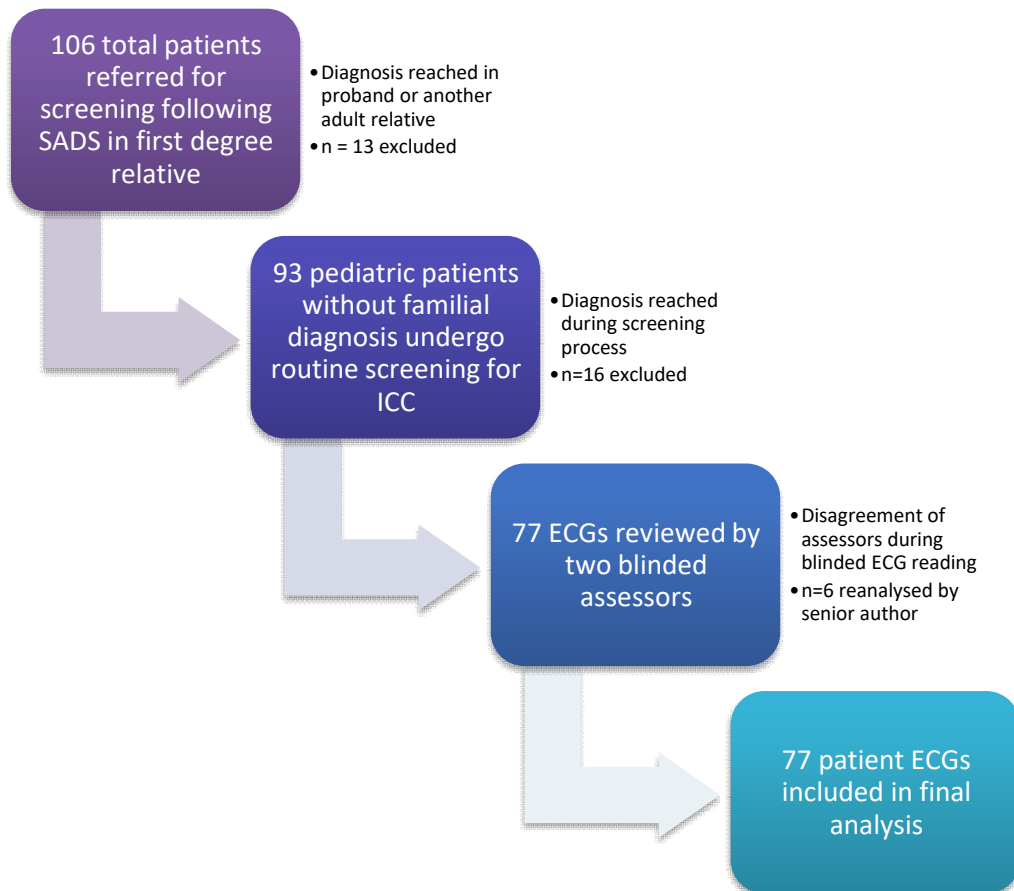 106 total patients
referred for
screening following
SADS in first degree
relative
•Diagnosis reached in
proband or another
adult relative
•n = 13 excluded
93 pediatric patients
without familial
diagnosis undergo
routine screening for
ICC
•Diagnosis reached
during screening
process
•n=16 excluded
77 ECGs reviewed by
two blinded
assessors
•Disagreement of
assessors during
blinded ECG reading
•n=6 reanalysed by
senior author
77 patient ECGs
included in final
analysis